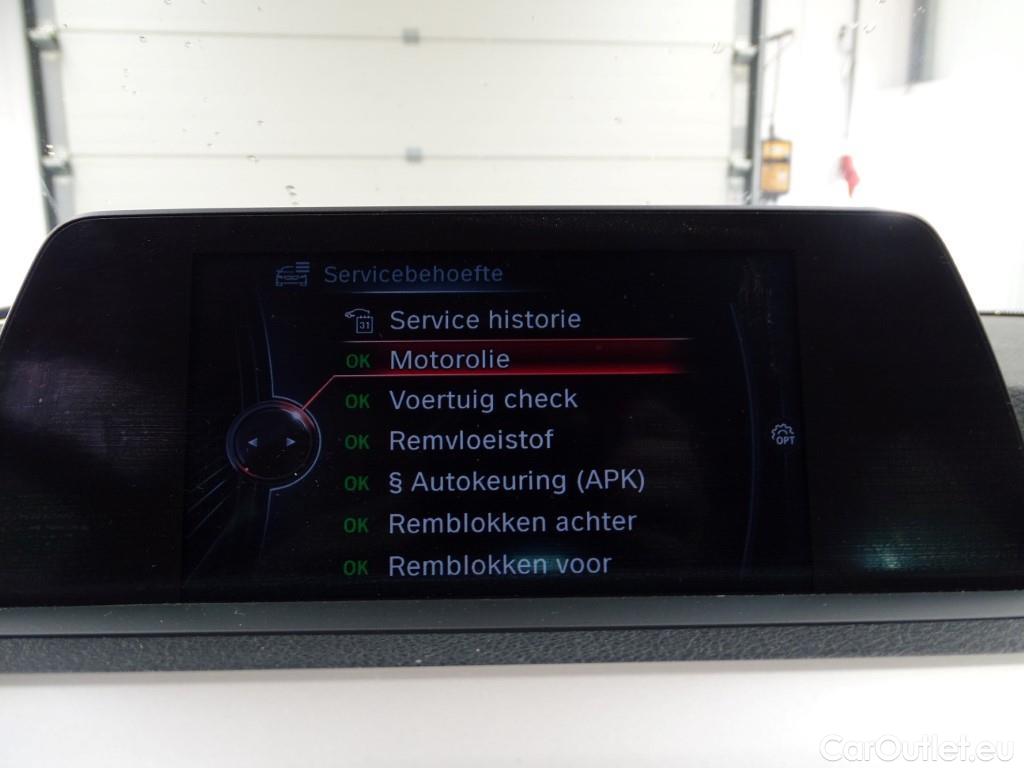 Servicebehoefte
31 Service historie
OK Motorolie
OK Voertuig check
OK Remvloeistof
OPT
OK § Autokeuring (APK)
OK Remblokken achter
OK Remblokken voor
CarOutlet.eu